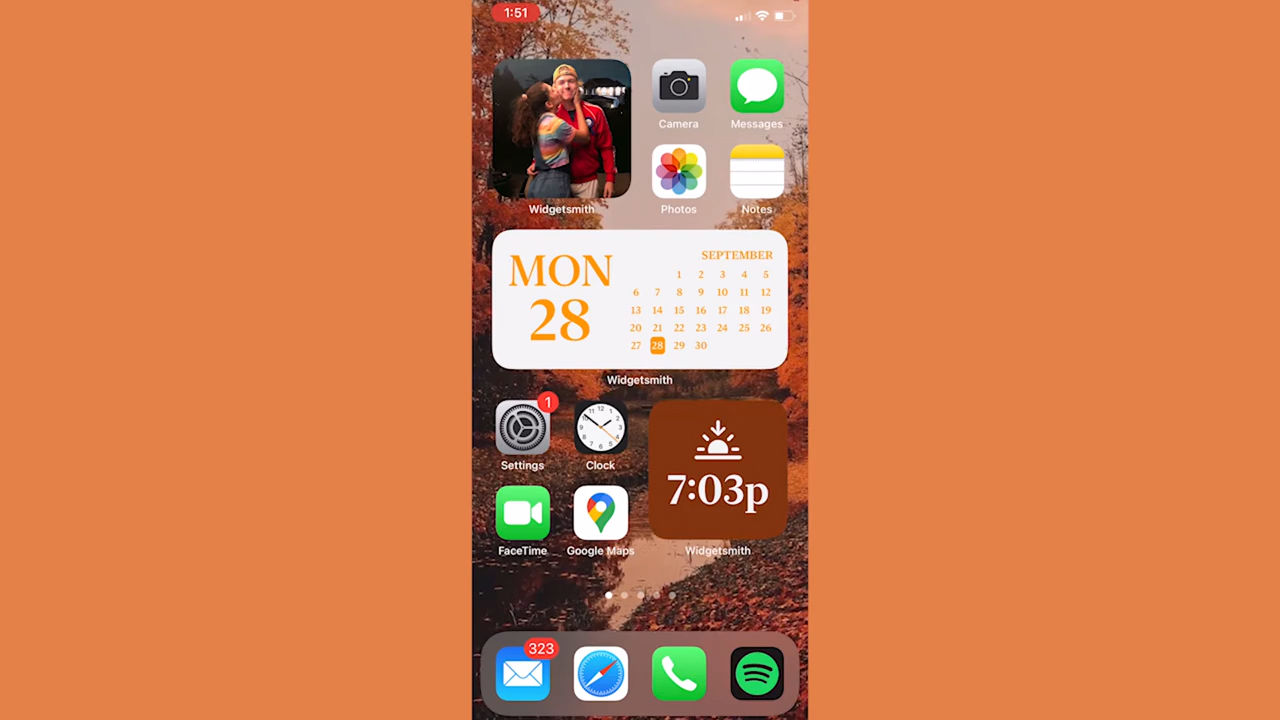 1:51
Camera
Messages
Widgetsmith
Photos
Notes
MON
28
SEPTEMBER
1 2 3 4 5
6 7 8 9 10 11 12
13 14 15 16 17 18 19
20 21 22 23 24 25 26
27 28 29 30
Widgetsmith
1
Settings
Clock
7:03p
FaceTime
Google Maps
Widgetsmith
323